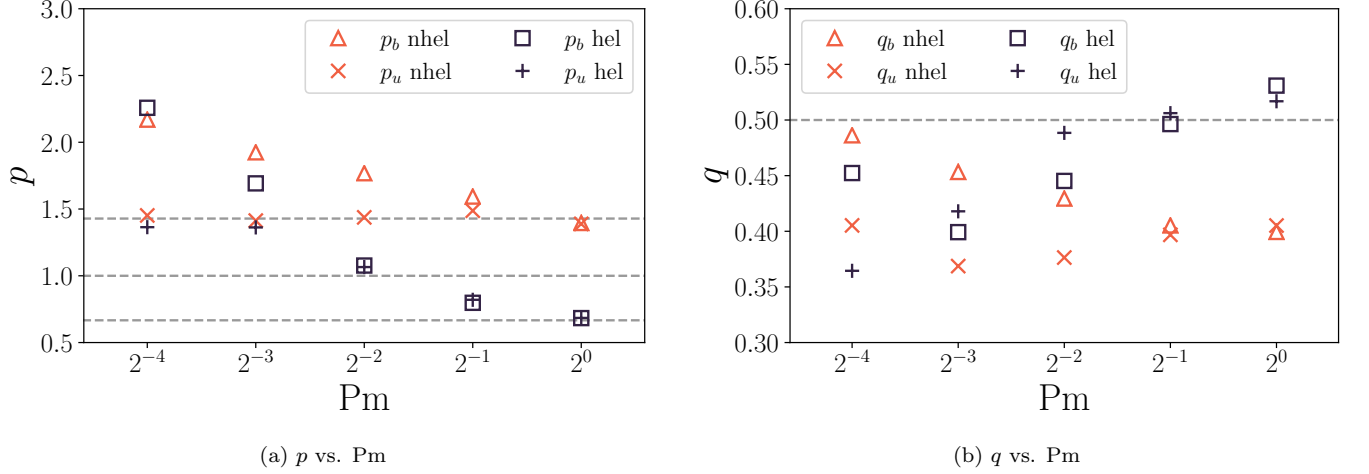 3.0
2.5
2.0
1.5
1.0
0.5
p
p_b nhel
p_u nhel
p_b hel
p_u hel
2^{-4} 2^{-3} 2^{-2} 2^{-1} 2^0
Pm
(a) p vs. Pm
0.60
0.55
0.50
0.45
0.40
0.35
0.30
q
q_b nhel
q_u nhel
q_b hel
q_u hel
2^{-4} 2^{-3} 2^{-2} 2^{-1} 2^0
Pm
(b) q vs. Pm